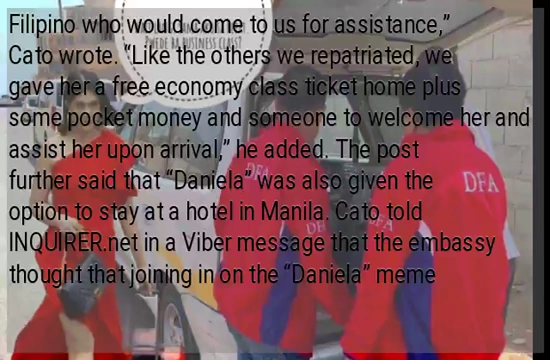 PWEDE BA BUSINESS CLASS?
Filipino who would come to us for assistance,”
Cato wrote. “Like the others we repatriated, we
gave her a free economy class ticket home plus
some pocket money and someone to welcome her and
assist her upon arrival,” he added. The post
further said that “Daniela” was also given the
option to stay at a hotel in Manila. Cato told
INQUIRER.net in a Viber message that the embassy
thought that joining in on the “Daniela” meme
DFA
DFA